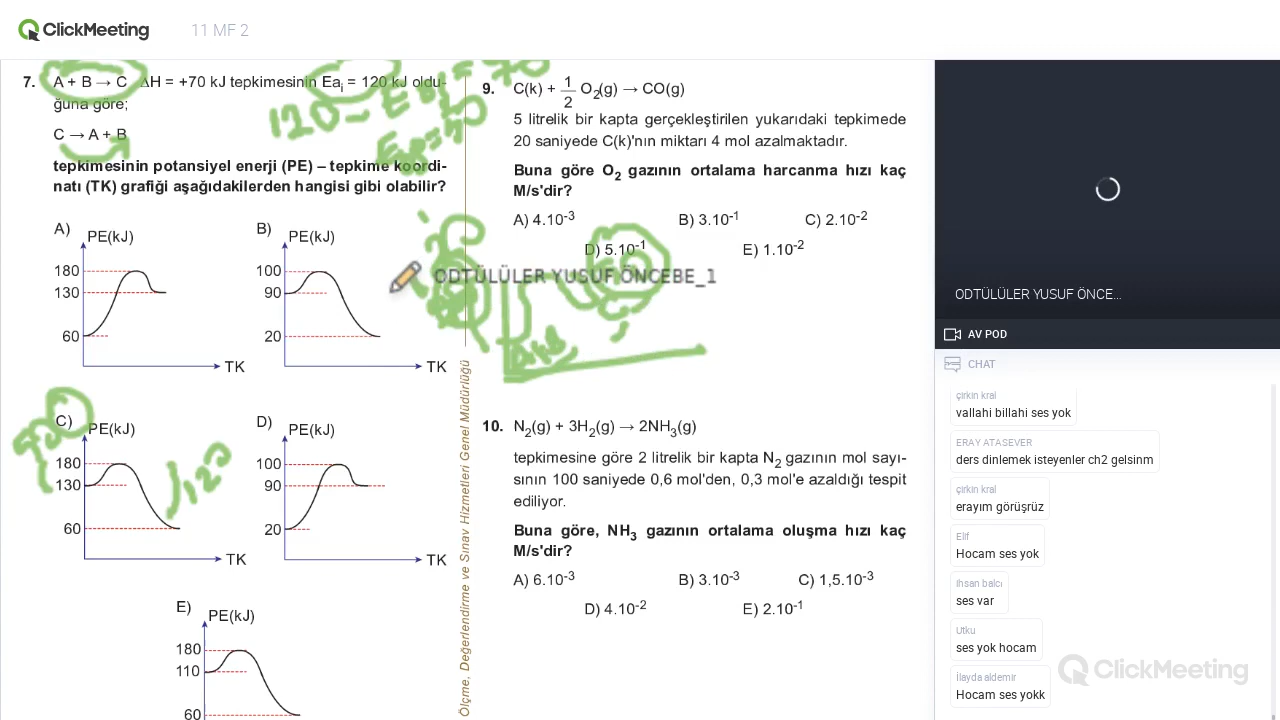 ClickMeeting 11 MF 2
7. A + B → C ΔH = +70 kJ tepkimesinin Eai = 120 kJ oldu-
ğuna göre;
C → A + B
tepkimesinin potansiyel enerji (PE) – tepkime koordi-
natı (TK) grafiği aşağıdakilerden hangisi gibi olabilir?
A) PE(kJ)
180
130
60
TK
B) PE(kJ)
100
90
20
TK
C) PE(kJ)
180
130
60
TK
D) PE(kJ)
100
90
20
TK
E) PE(kJ)
180
110
60
120
Ölçme, Değerlendirme ve Sınav Hizmetleri Genel Müdürlüğü
9. C(k) + 1/2 O2(g) → CO(g)
5 litrelik bir kapta gerçekleştirilen yukarıdaki tepkimede
20 saniyede C(k)'nın miktarı 4 mol azalmaktadır.
Buna göre O2 gazının ortalama harcanma hızı kaç
M/s'dir?
A) 4.10-3 B) 3.10-1 C) 2.10-2
D) 5.10-1 E) 1.10-2
ODTÜLÜLER YUSUF ÖNCEBE_1
10. N2(g) + 3H2(g) → 2NH3(g)
tepkimesine göre 2 litrelik bir kapta N2 gazının mol sayı-
sının 100 saniyede 0,6 mol'den, 0,3 mol'e azaldığı tespit
ediliyor.
Buna göre, NH3 gazının ortalama oluşma hızı kaç
M/s'dir?
A) 6.10-3 B) 3.10-3 C) 1,5.10-3
D) 4.10-2 E) 2.10-1
ODTÜLÜLER YUSUF ÖNCE...
AV POD
CHAT
çirkin kral
vallahi billahi ses yok
ERAY ATASEVER
ders dinlemek isteyenler ch2 gelsinm
çirkin kral
erayım görüşrüz
Elif
Hocam ses yok
ihsan balcı
ses var
Utku
ses yok hocam
İlayda aldemir
Hocam ses yokk
ClickMeeting